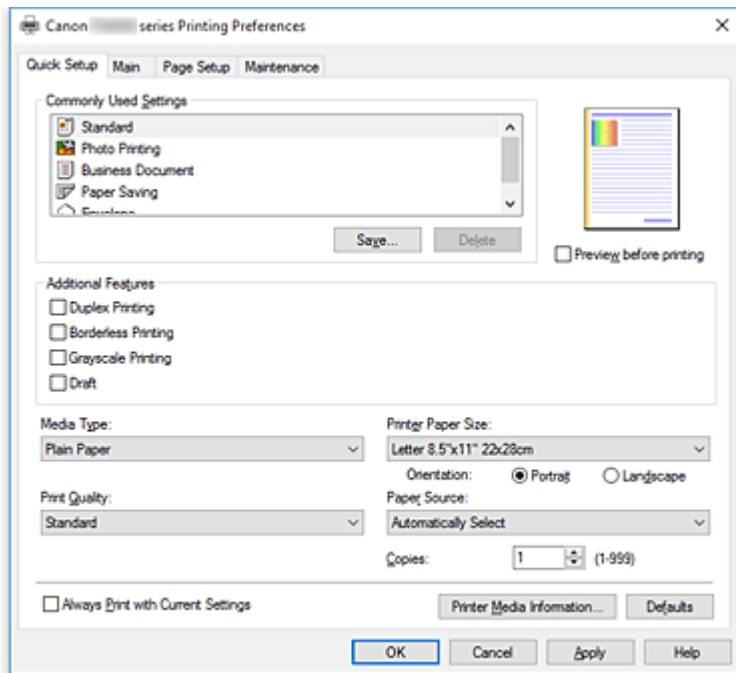 Canon series Printing Preferences
Quick Setup Main Page Setup Maintenance
Commonly Used Settings
Standard
Photo Printing
Business Document
Paper Saving
Envelope
Save... Delete
Preview before printing
Additional Features
Duplex Printing
Borderless Printing
Grayscale Printing
Draft
Media Type: Printer Paper Size:
Plain Paper Letter 8.5"x11" 22x28cm
Orientation: Portrait Landscape
Print Quality: Paper Source:
Standard Automatically Select
Copies: 1 (1-999)
Always Print with Current Settings Printer Media Information... Defaults
OK Cancel Apply Help